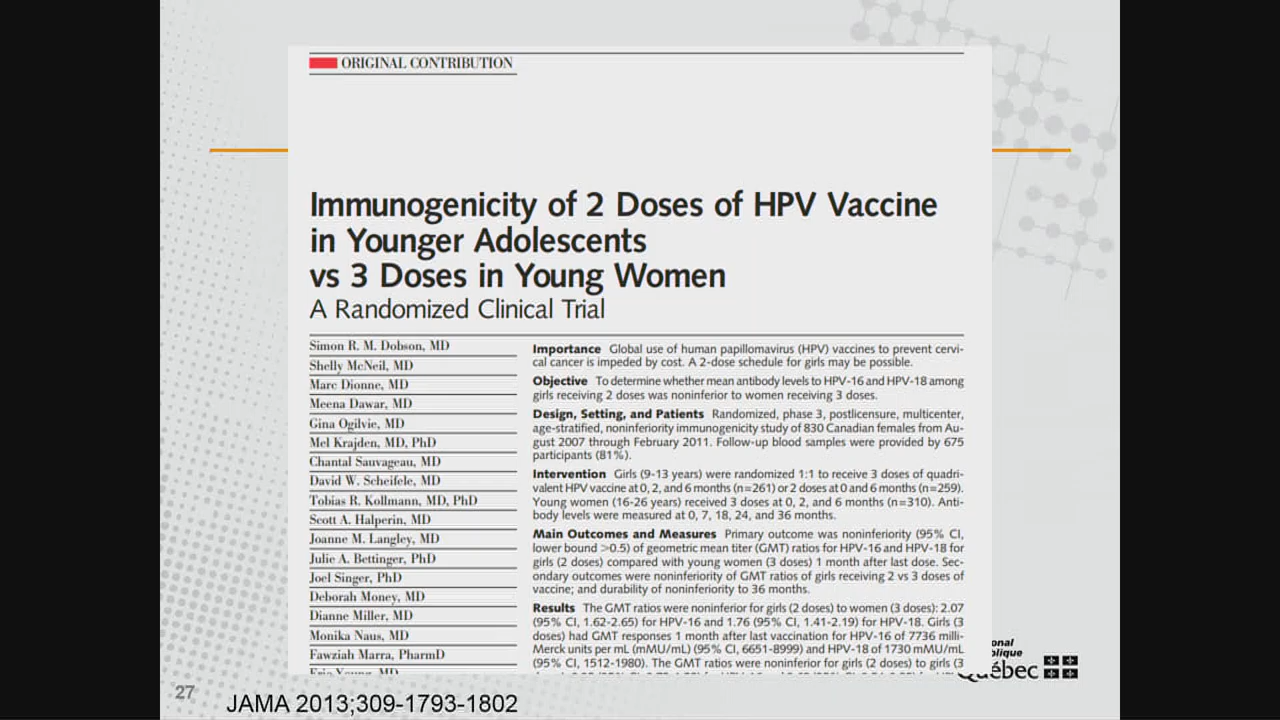 ORIGINAL CONTRIBUTION
Immunogenicity of 2 Doses of HPV Vaccine
in Younger Adolescents
vs 3 Doses in Young Women
A Randomized Clinical Trial
Simon R. M. Dobson, MD
Shelly McNeil, MD
Marc Dionne, MD
Meena Dawar, MD
Gina Ogilvie, MD
Mel Krajden, MD, PhD
Chantal Sauvageau, MD
David W. Scheifele, MD
Tobias R. Kollmann, MD, PhD
Scott A. Halperin, MD
Joanne M. Langley, MD
Julie A. Bettinger, PhD
Joel Singer, PhD
Deborah Money, MD
Dianne Miller, MD
Monika Naus, MD
Fawziah Marra, PharmD
Importance Global use of human papillomavirus (HPV) vaccines to prevent cervi-
cal cancer is impeded by cost. A 2-dose schedule for girls may be possible.
Objective To determine whether mean antibody levels to HPV-16 and HPV-18 among
girls receiving 2 doses was noninferior to women receiving 3 doses.
Design, Setting, and Patients Randomized, phase 3, postlicensure, multicenter,
age-stratified, noninferiority immunogenicity study of 830 Canadian females from Au-
gust 2007 through February 2011. Follow-up blood samples were provided by 675
participants (81%).
Intervention Girls (9-13 years) were randomized 1:1 to receive 3 doses of quadri-
valent HPV vaccine at 0, 2, and 6 months (n=261) or 2 doses at 0 and 6 months (n=259).
Young women (16-26 years) received 3 doses at 0, 2, and 6 months (n=310). Anti-
body levels were measured at 0, 7, 18, 24, and 36 months.
Main Outcomes and Measures Primary outcome was noninferiority (95% CI,
lower bound >0.5) of geometric mean titer (GMT) ratios for HPV-16 and HPV-18 for
girls (2 doses) compared with young women (3 doses) 1 month after last dose. Sec-
ondary outcomes were noninferiority of GMT ratios of girls receiving 2 vs 3 doses of
vaccine; and durability of noninferiority to 36 months.
Results The GMT ratios were noninferior for girls (2 doses) to women (3 doses): 2.07
(95% CI, 1.62-2.65) for HPV-16 and 1.76 (95% CI, 1.41-2.19) for HPV-18. Girls (3
doses) had GMT responses 1 month after last vaccination for HPV-16 of 7736 milli-
Merck units per mL (mMU/mL) (95% CI, 6651-8999) and HPV-18 of 1730 mMU/mL
(95% CI, 1512-1980). The GMT ratios were noninferior for girls (2 doses) to girls (3
onal
blique
Québec
27
JAMA 2013;309-1793-1802